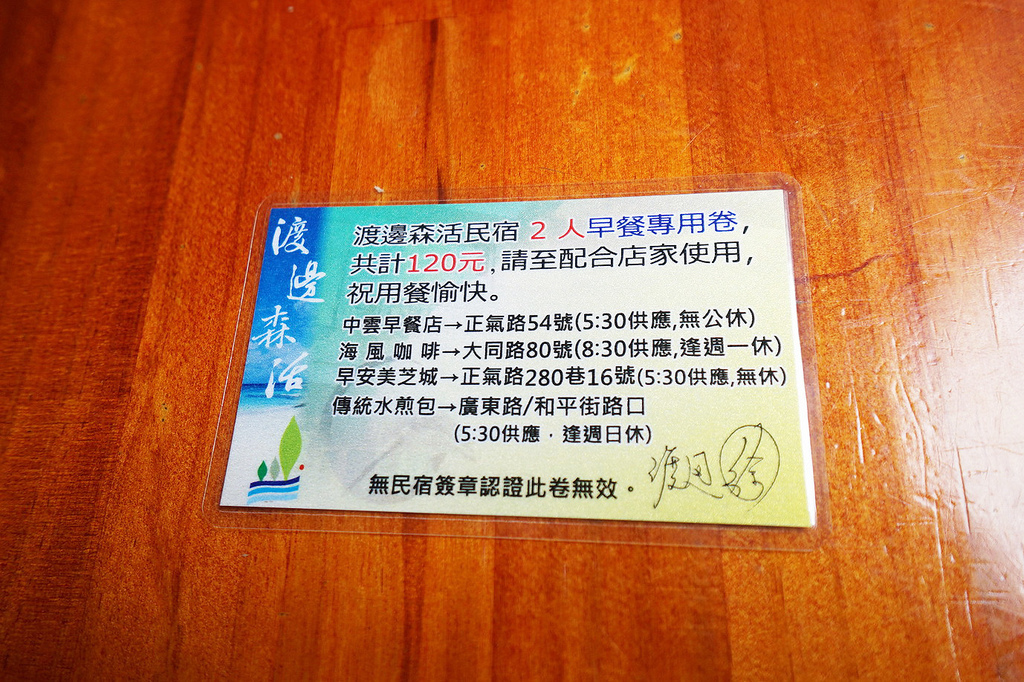 渡邊森活
渡邊森活民宿 2 人早餐專用卷,
共計120元,請至配合店家使用,
祝用餐愉快。
中雲早餐店→正氣路54號(5:30供應,無公休)
海風咖啡→大同路80號(8:30供應,逢週一休)
早安美芝城→正氣路280巷16號(5:30供應,無休)
傳統水煎包→廣東路/和平街路口
(5:30供應,逢週日休)
無民宿簽章認證此卷無效。